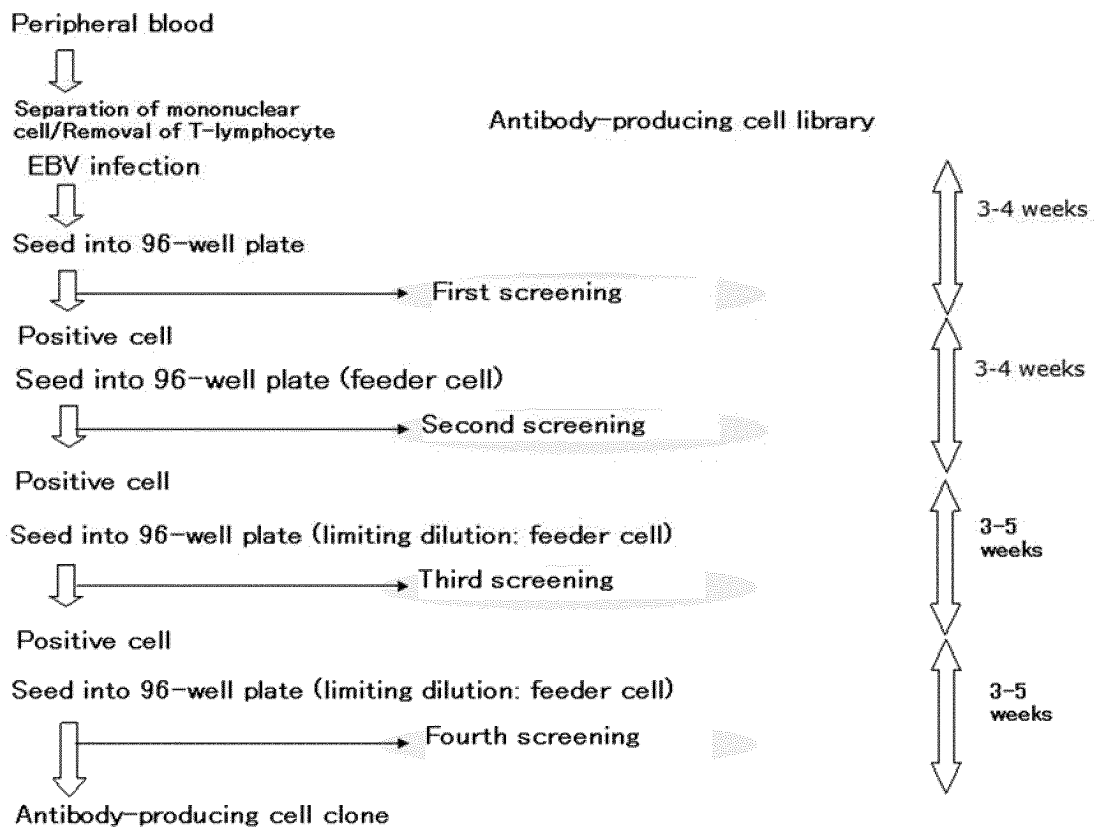 Peripheral blood
Separation of mononuclear
cell/Removal of T-lymphocyte
Antibody-producing cell library
EBV infection
3-4 weeks
Seed into 96-well plate
First screening
Positive cell
3-4 weeks
Seed into 96-well plate (feeder cell)
Second screening
Positive cell
Seed into 96-well plate (limiting dilution: feeder cell)
3-5
weeks
Third screening
Positive cell
Seed into 96-well plate (limiting dilution: feeder cell)
3-5
weeks
Fourth screening
Antibody-producing cell clone